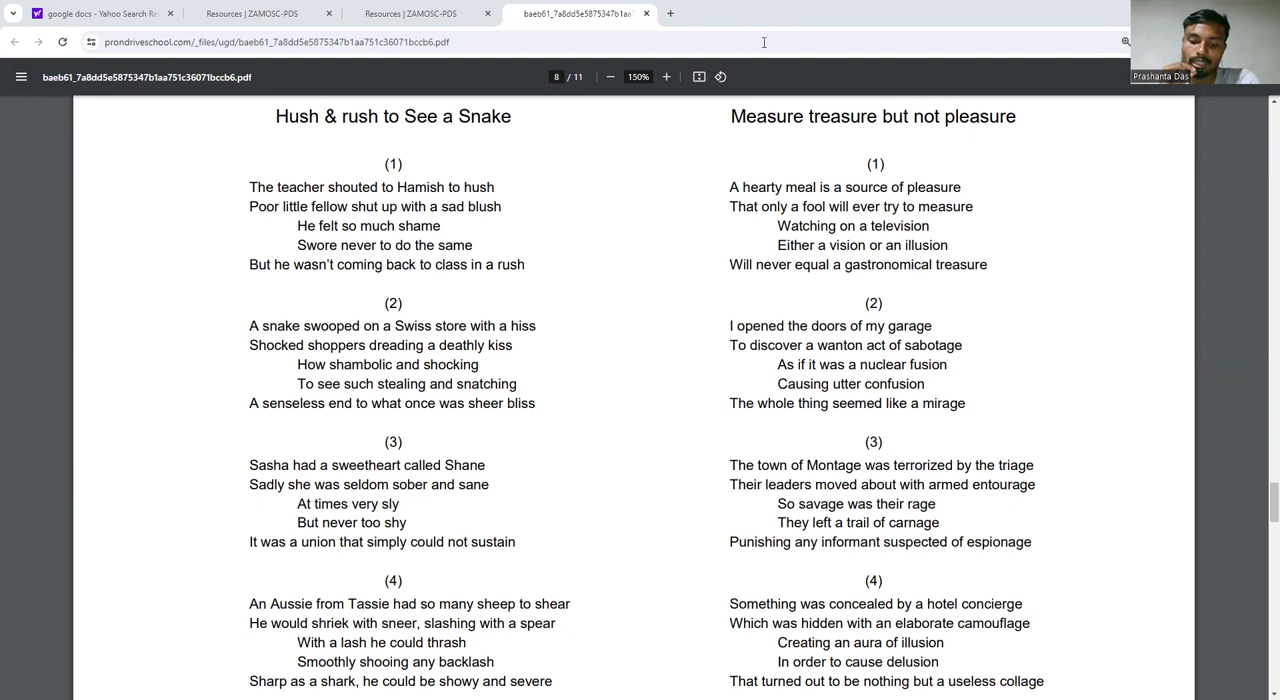 google docs - Yahoo Search Re
Resources | ZAMOSC-PDS
Resources | ZAMOSC-PDS
baeb61_7a8dd5e5875347b1aa7
prondriveschool.com/_files/ugd/baeb61_7a8dd5e5875347b1aa751c36071bccb6.pdf
baeb61_7a8dd5e5875347b1aa751c36071bccb6.pdf
8 / 11
150%
Prashanta Das
Hush & rush to See a Snake
(1)
The teacher shouted to Hamish to hush
Poor little fellow shut up with a sad blush
He felt so much shame
Swore never to do the same
But he wasn't coming back to class in a rush
(2)
A snake swooped on a Swiss store with a hiss
Shocked shoppers dreading a deathly kiss
How shambolic and shocking
To see such stealing and snatching
A senseless end to what once was sheer bliss
(3)
Sasha had a sweetheart called Shane
Sadly she was seldom sober and sane
At times very sly
But never too shy
It was a union that simply could not sustain
(4)
An Aussie from Tassie had so many sheep to shear
He would shriek with sneer, slashing with a spear
With a lash he could thrash
Smoothly shooing any backlash
Sharp as a shark, he could be showy and severe
Measure treasure but not pleasure
(1)
A hearty meal is a source of pleasure
That only a fool will ever try to measure
Watching on a television
Either a vision or an illusion
Will never equal a gastronomical treasure
(2)
I opened the doors of my garage
To discover a wanton act of sabotage
As if it was a nuclear fusion
Causing utter confusion
The whole thing seemed like a mirage
(3)
The town of Montage was terrorized by the triage
Their leaders moved about with armed entourage
So savage was their rage
They left a trail of carnage
Punishing any informant suspected of espionage
(4)
Something was concealed by a hotel concierge
Which was hidden with an elaborate camouflage
Creating an aura of illusion
In order to cause delusion
That turned out to be nothing but a useless collage